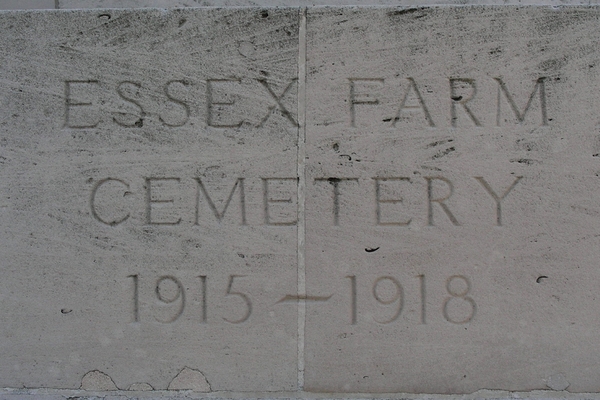 ESSEX FARM
CEMETERY
1915 — 1918